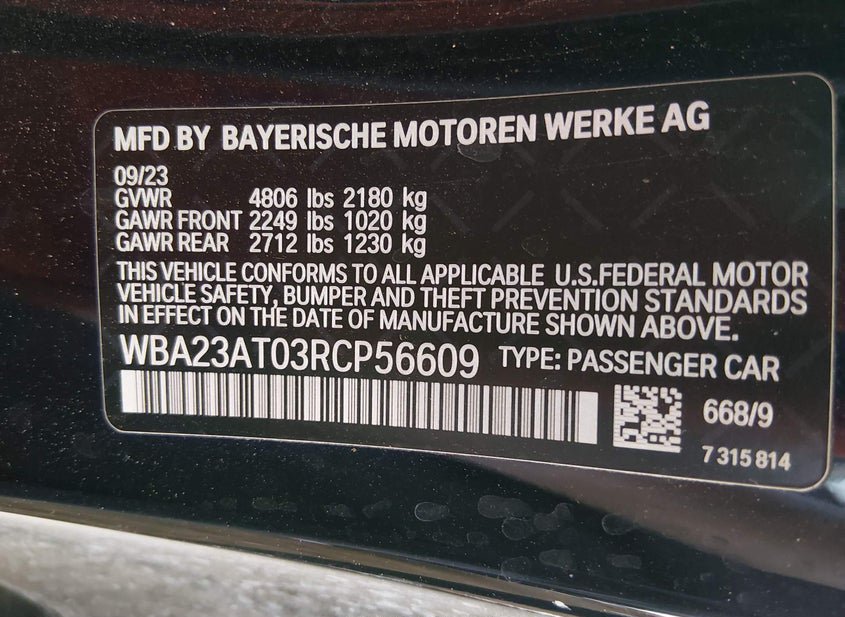 MFD BY BAYERISCHE MOTOREN WERKE AG
09/23
GVWR 4806 lbs 2180 kg
GAWR FRONT 2249 lbs 1020 kg
GAWR REAR 2712 lbs 1230 kg
THIS VEHICLE CONFORMS TO ALL APPLICABLE U.S.FEDERAL MOTOR
VEHICLE SAFETY, BUMPER AND THEFT PREVENTION STANDARDS
IN EFFECT ON THE DATE OF MANUFACTURE SHOWN ABOVE.
WBA23AT03RCP56609 TYPE: PASSENGER CAR
668/9
7 315 814